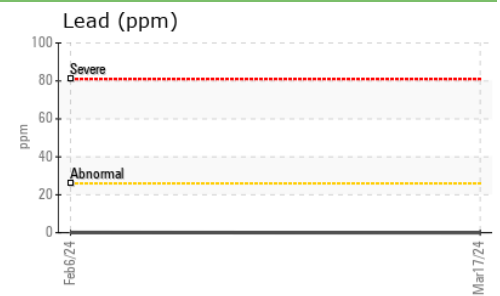 Lead (ppm)
100
Severe
80
60
ppm
40
Abnormal
20
0
Feb6/24
Mar17/24